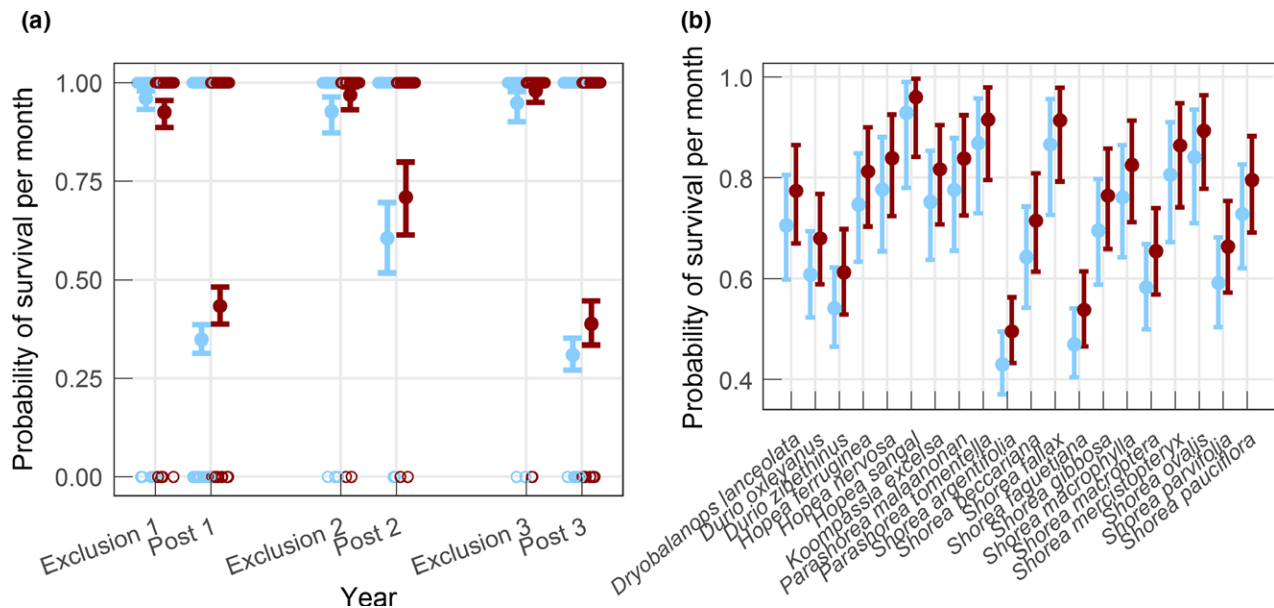 (a)
Probability of survival per month
1.00
0.75
0.50
0.25
0.00
Exclusion 1
Post 1
Exclusion 2
Post 2
Exclusion 3
Post 3
Year
(b)
Probability of survival per month
1.0
0.8
0.6
0.4
Dryobalanops lanceolata
Durio oxleyanus
Durio zibethinus
Hopea ferruginea
Hopea nervosa
Hopea sangal
Koompassia excelsa
Parashorea malaanonan
Parashorea tomentella
Shorea argentifolia
Shorea beccariana
Shorea fallax
Shorea faguetiana
Shorea gibbosa
Shorea macrophylla
Shorea macroptera
Shorea mercistopteryx
Shorea ovalis
Shorea parvifolia
Shorea pauciflora